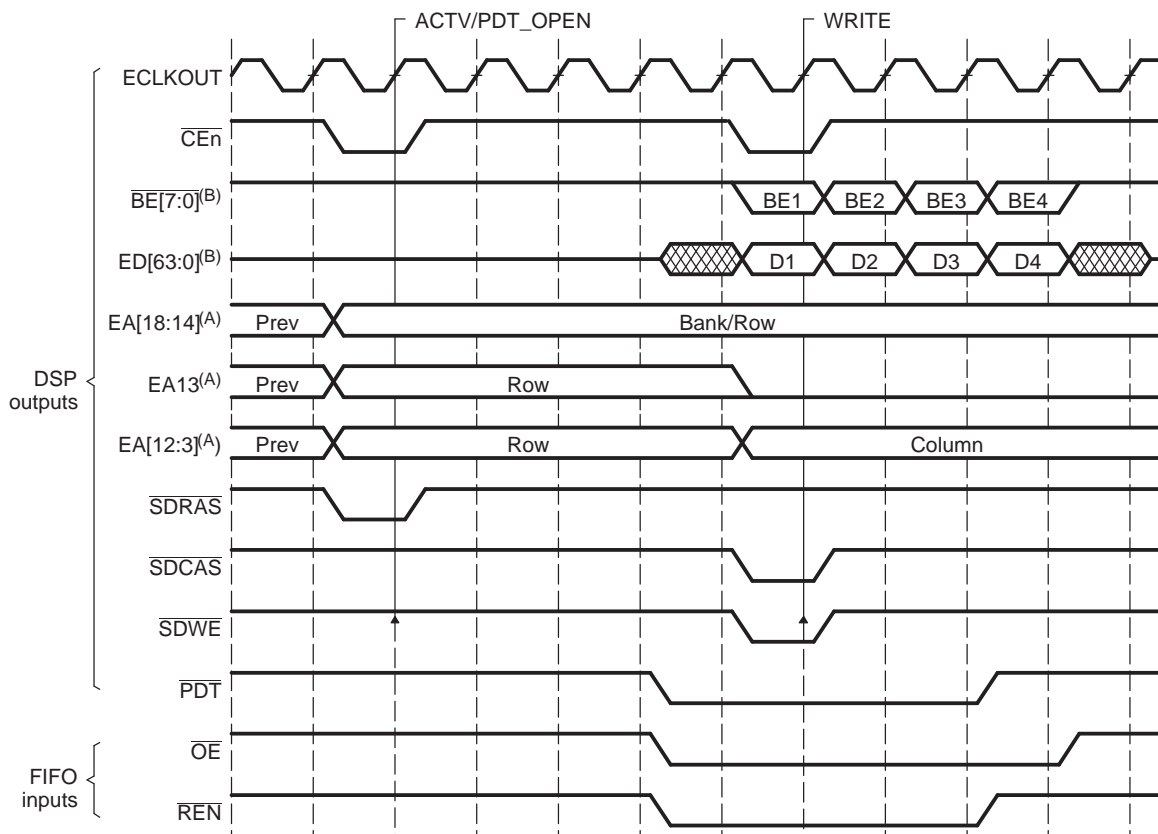 ACTV/PDT_OPEN
WRITE
ECLKOUT
CEn
BE[7:0](B)
BE1 BE2 BE3 BE4
ED[63:0](B)
D1 D2 D3 D4
EA[18:14](A)
Prev Bank/Row
DSP
outputs
EA13(A)
Prev Row
EA[12:3](A)
Prev Row Column
SDRAS
SDCAS
SDWE
PDT
FIFO
inputs
OE
REN